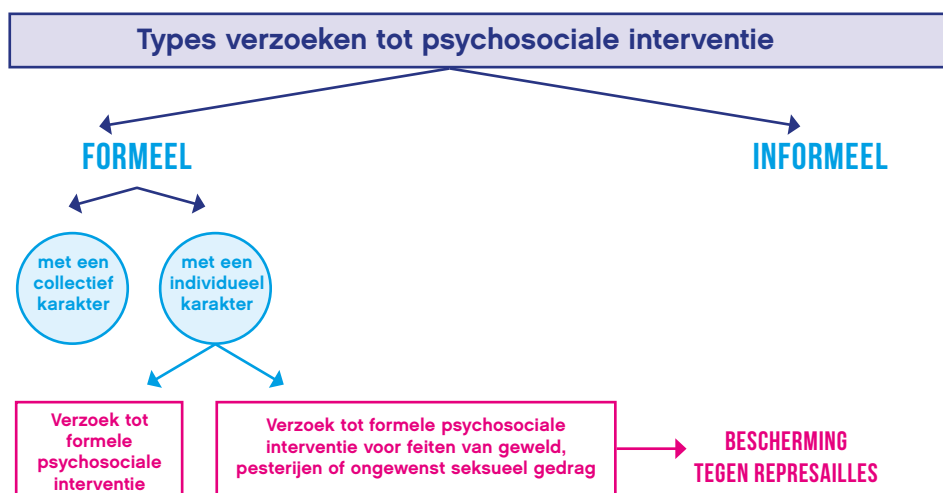 Types verzoeken tot psychosociale interventie
FORMEEL
INFORMEEL
met een
collectief
karakter
met een
individueel
karakter
Verzoek tot
formele
psychosociale
interventie
Verzoek tot formele psychosociale
interventie voor feiten van geweld,
pesterijen of ongewenst seksueel gedrag
BESCHERMING
TEGEN REPRESAILLES